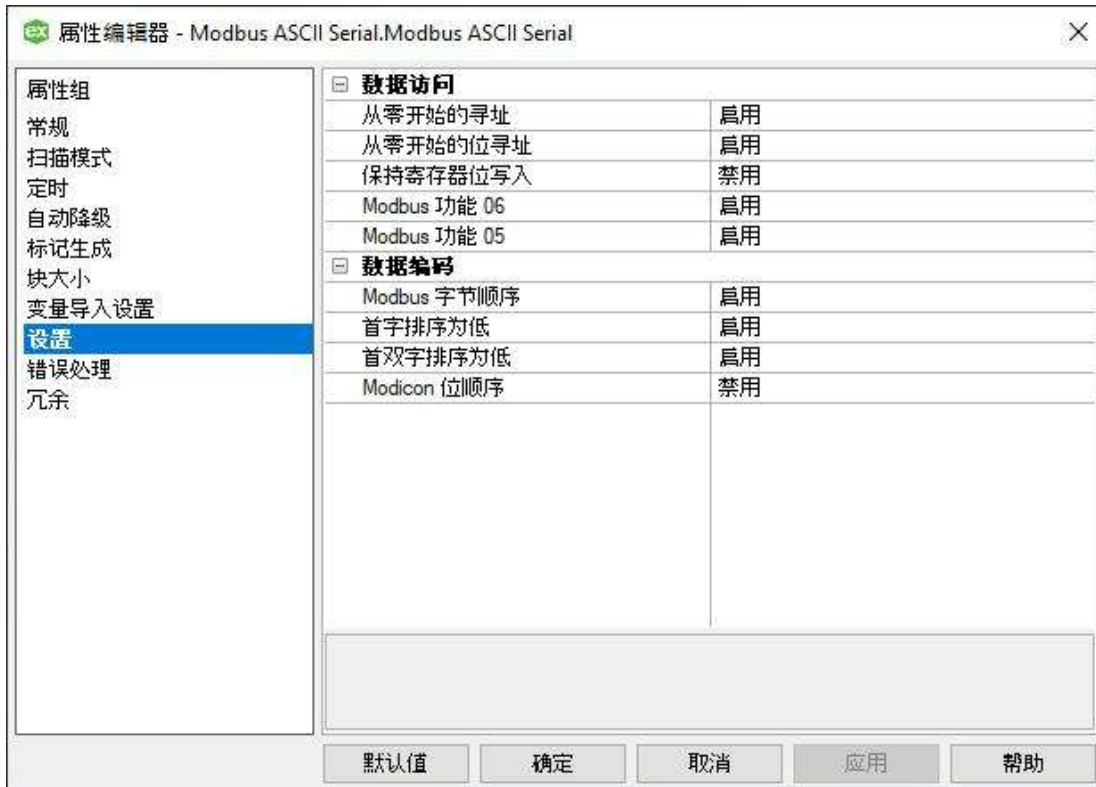 属性编辑器 - Modbus ASCII Serial.Modbus ASCII Serial
属性组
常规
扫描模式
定时
自动降级
标记生成
块大小
变量导入设置
设置
错误处理
冗余
数据访问
从零开始的寻址 启用
从零开始的位寻址 启用
保持寄存器位写入 禁用
Modbus 功能 06 启用
Modbus 功能 05 启用
数据编码
Modbus 字节顺序 启用
首字排序为低 启用
首双字排序为低 启用
Modicon 位顺序 禁用
默认值 确定 取消 应用 帮助